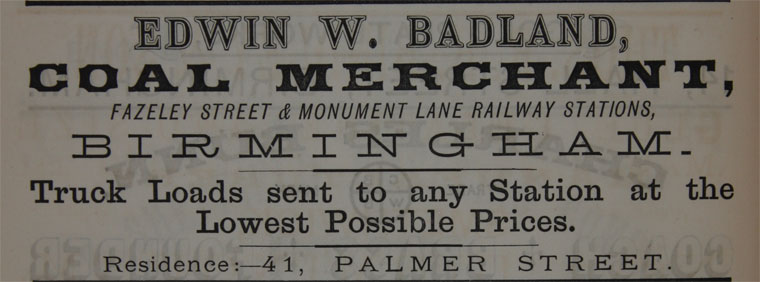 EDWIN W. BADLAND,
COAL MERCHANT,
FAZELEY STREET & MONUMENT LANE RAILWAY STATIONS,
BIRMINGHAM.
Truck Loads sent to any Station at the
Lowest Possible Prices.
Residence:—41, PALMER STREET.